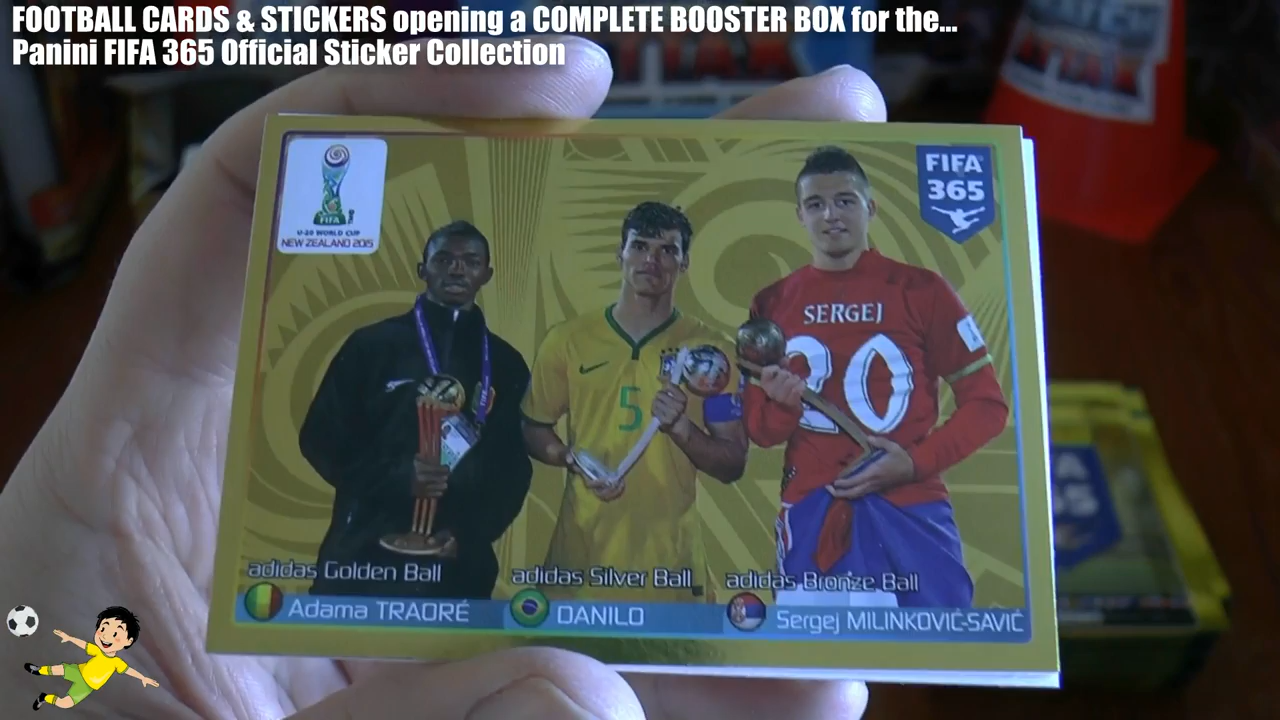 FOOTBALL CARDS & STICKERS opening a COMPLETE BOOSTER BOX for the...
Panini FIFA 365 Official Sticker Collection
FIFA
U-20 WORLD CUP
NEW ZEALAND 2015
FIFA
365
SERGEJ
20
5
adidas Golden Ball
adidas Silver Ball
adidas Bronze Ball
Adama TRAORÉ
DANILO
Sergej MILINKOVIĆ-SAVIĆ